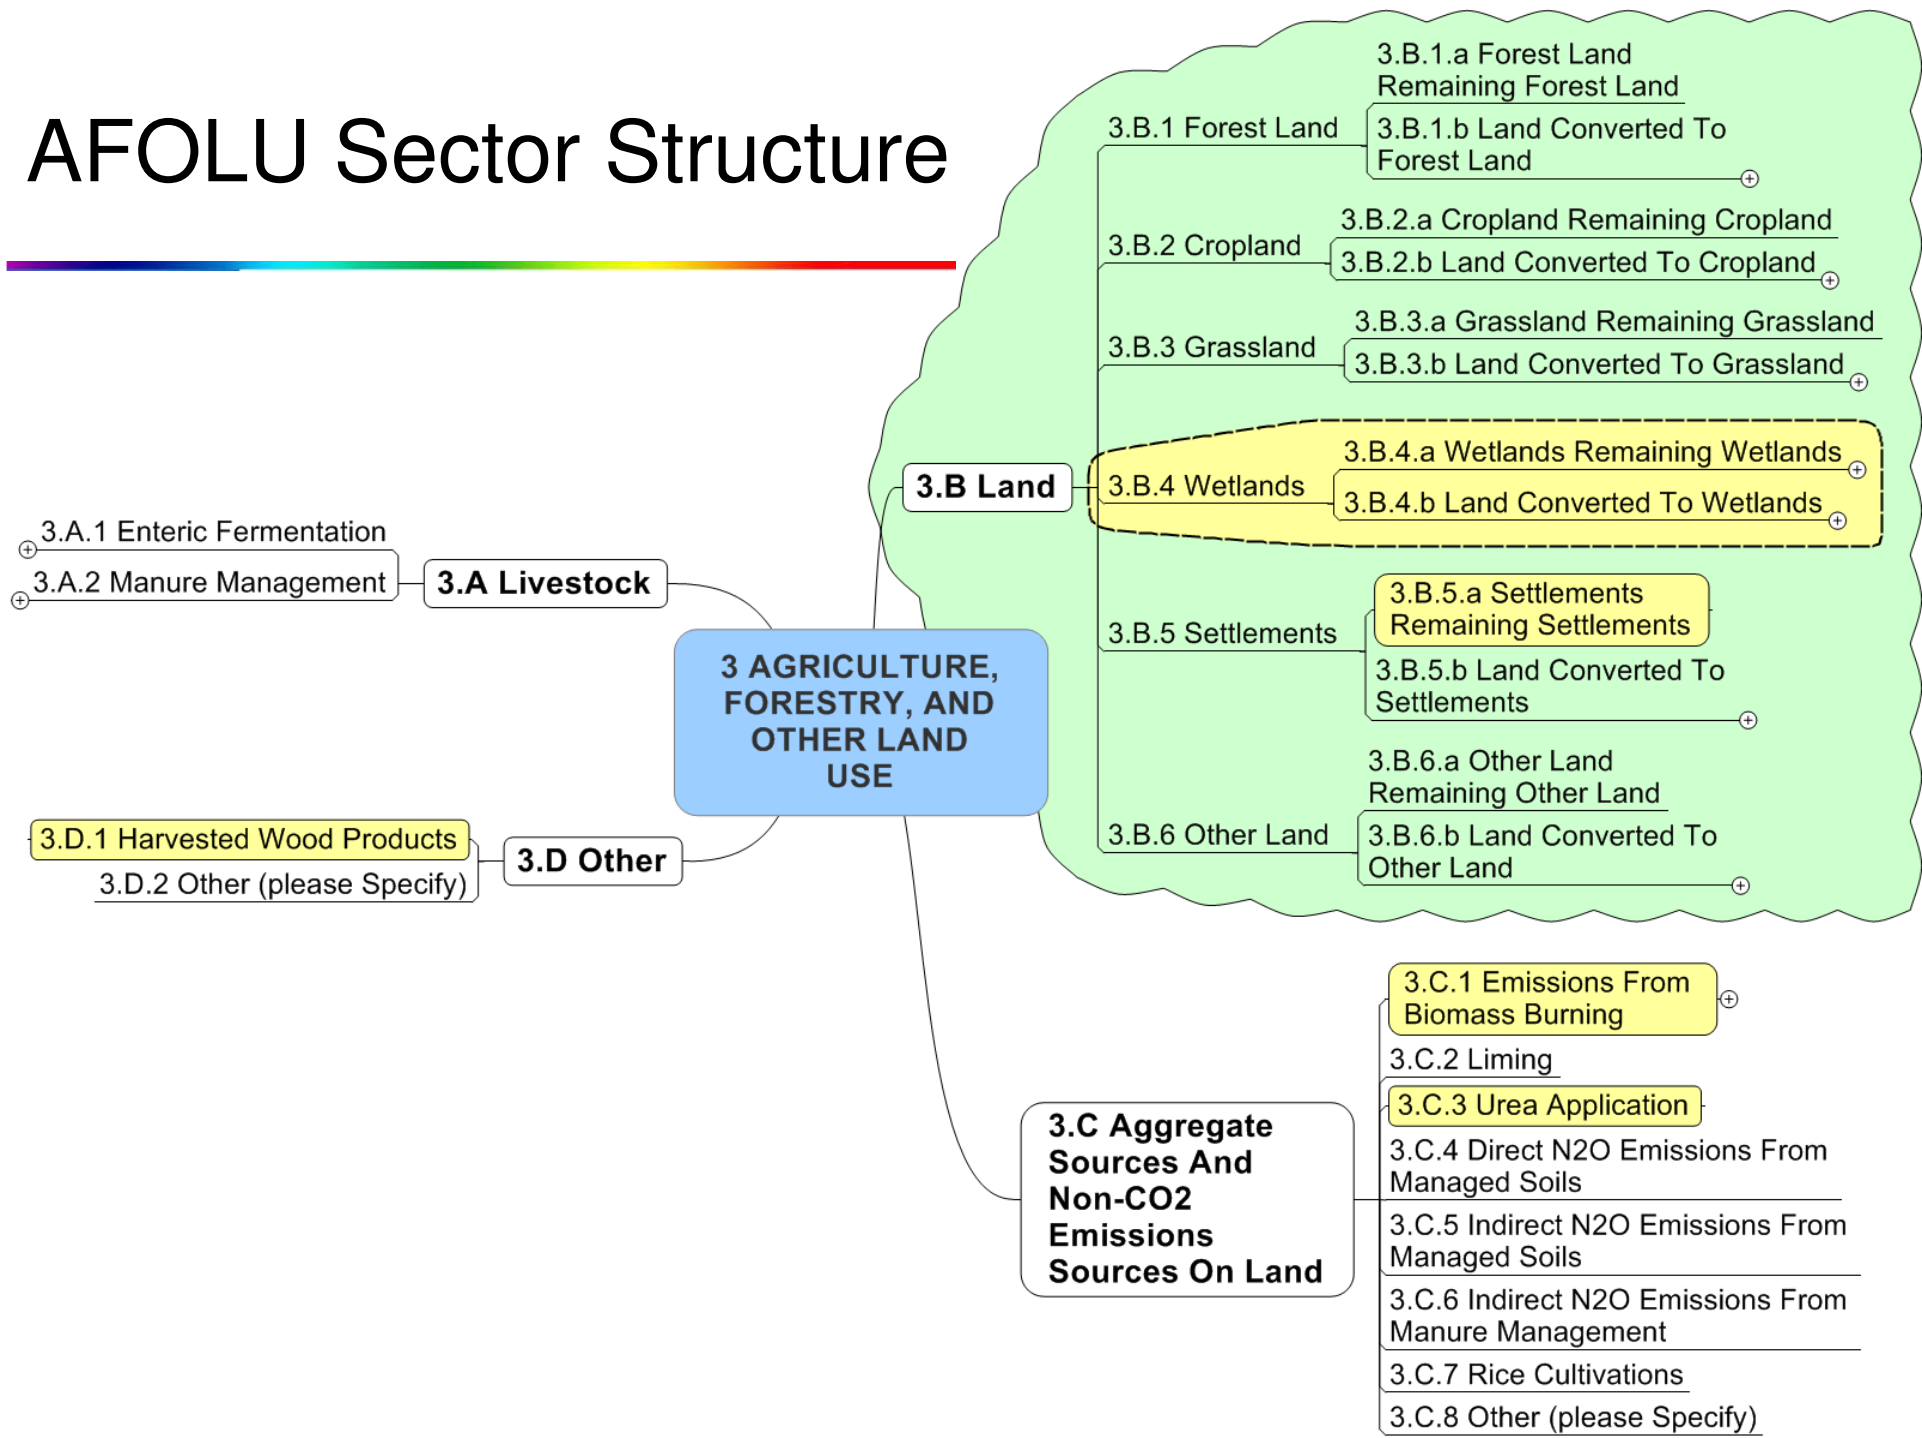 AFOLU Sector Structure
3.B.1.a Forest Land
Remaining Forest Land
3.B.1 Forest Land
3.B.1.b Land Converted To
Forest Land
3.B.2.a Cropland Remaining Cropland
3.B.2 Cropland
3.B.2.b Land Converted To Cropland
3.B.3.a Grassland Remaining Grassland
3.B.3 Grassland
3.B.3.b Land Converted To Grassland
3.B.4.a Wetlands Remaining Wetlands
3.B Land
3.B.4 Wetlands
3.B.4.b Land Converted To Wetlands
3.A.1 Enteric Fermentation
3.A.2 Manure Management
3.A Livestock
3.B.5.a Settlements
Remaining Settlements
3.B.5 Settlements
3.B.5.b Land Converted To
Settlements
3 AGRICULTURE,
FORESTRY, AND
OTHER LAND
USE
3.B.6.a Other Land
Remaining Other Land
3.B.6 Other Land
3.B.6.b Land Converted To
Other Land
3.D.1 Harvested Wood Products
3.D Other
3.D.2 Other (please Specify)
3.C.1 Emissions From
Biomass Burning
3.C.2 Liming
3.C.3 Urea Application
3.C Aggregate
Sources And
Non-CO2
Emissions
Sources On Land
3.C.4 Direct N2O Emissions From
Managed Soils
3.C.5 Indirect N2O Emissions From
Managed Soils
3.C.6 Indirect N2O Emissions From
Manure Management
3.C.7 Rice Cultivations
3.C.8 Other (please Specify)